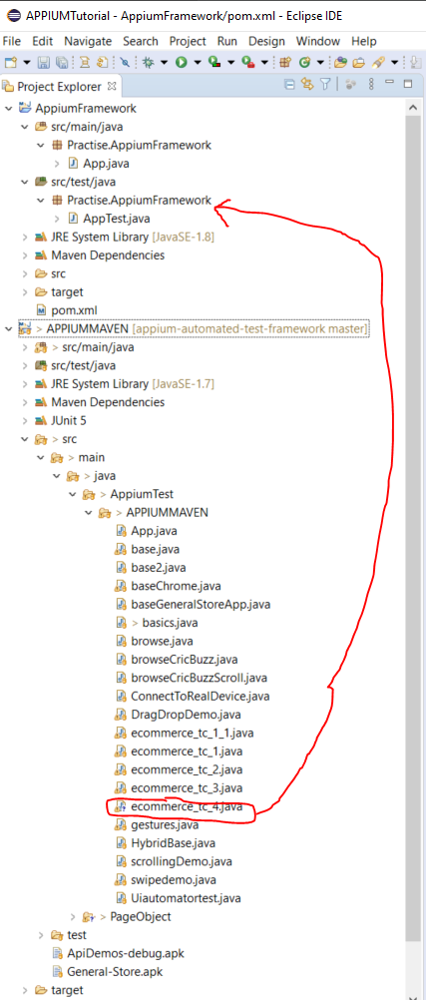 APPIUMTutorial - AppiumFramework/pom.xml - Eclipse IDE
File Edit Navigate Search Project Run Design Window Help
Project Explorer
AppiumFramework
src/main/java
Practise.AppiumFramework
App.java
src/test/java
Practise.AppiumFramework
AppTest.java
JRE System Library [JavaSE-1.8]
Maven Dependencies
src
target
pom.xml
> APPIUMMAVEN [appium-automated-test-framework master]
> src/main/java
src/test/java
JRE System Library [JavaSE-1.7]
Maven Dependencies
JUnit 5
> src
> main
> java
> AppiumTest
> APPIUMMAVEN
App.java
base.java
base2.java
baseChrome.java
baseGeneralStoreApp.java
> basics.java
browse.java
browseCricBuzz.java
browseCricBuzzScroll.java
ConnectToRealDevice.java
DragDropDemo.java
ecommerce_tc_1_1.java
ecommerce_tc_1.java
ecommerce_tc_2.java
ecommerce_tc_3.java
ecommerce_tc_4.java
gestures.java
HybridBase.java
scrollingDemo.java
swipedemo.java
Uiautomatortest.java
> PageObject
test
ApiDemos-debug.apk
General-Store.apk
target